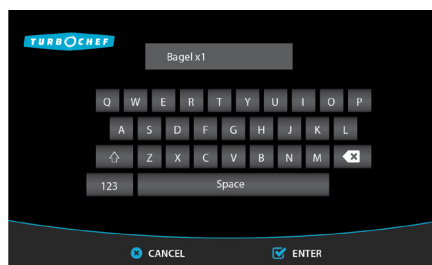 TURBOCHEF
Bagel x1
Q W E R T Y U I O P
A S D F G H J K L
Z X C V B N M
123 Space
CANCEL ENTER